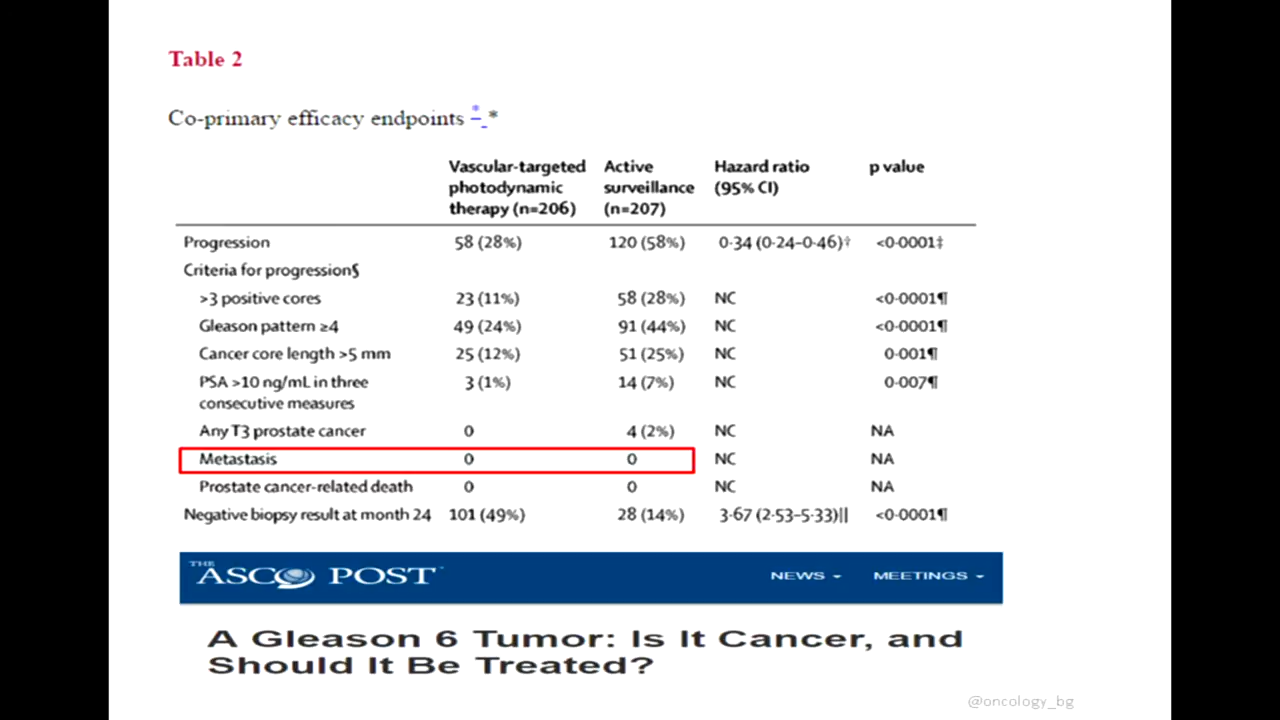 Table 2
Co-primary efficacy endpoints *-_*
Vascular-targeted photodynamic therapy (n=206) Active surveillance (n=207) Hazard ratio (95% CI) p value
Progression 58 (28%) 120 (58%) 0·34 (0·24–0·46)† <0·0001‡
Criteria for progression§
>3 positive cores 23 (11%) 58 (28%) NC <0·0001¶
Gleason pattern ≥4 49 (24%) 91 (44%) NC <0·0001¶
Cancer core length >5 mm 25 (12%) 51 (25%) NC 0·001¶
PSA >10 ng/mL in three consecutive measures 3 (1%) 14 (7%) NC 0·007¶
Any T3 prostate cancer 0 4 (2%) NC NA
Metastasis 0 0 NC NA
Prostate cancer-related death 0 0 NC NA
Negative biopsy result at month 24 101 (49%) 28 (14%) 3·67 (2·53–5·33)|| <0·0001¶
THE ASCO POST NEWS MEETINGS
A Gleason 6 Tumor: Is It Cancer, and
Should It Be Treated?
@oncology_bg